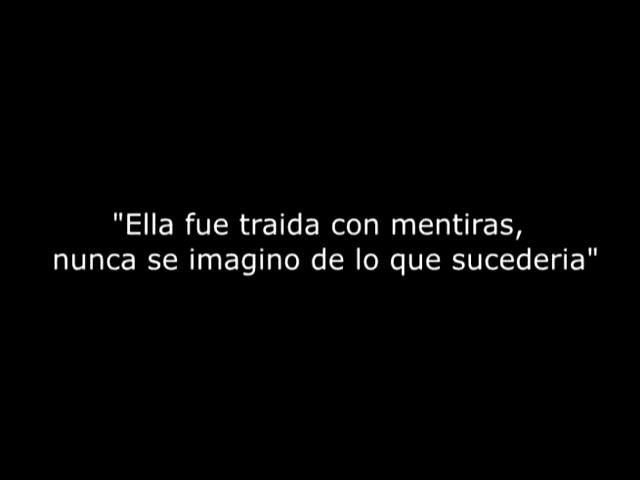 "Ella fue traida con mentiras,
nunca se imagino de lo que sucederia"